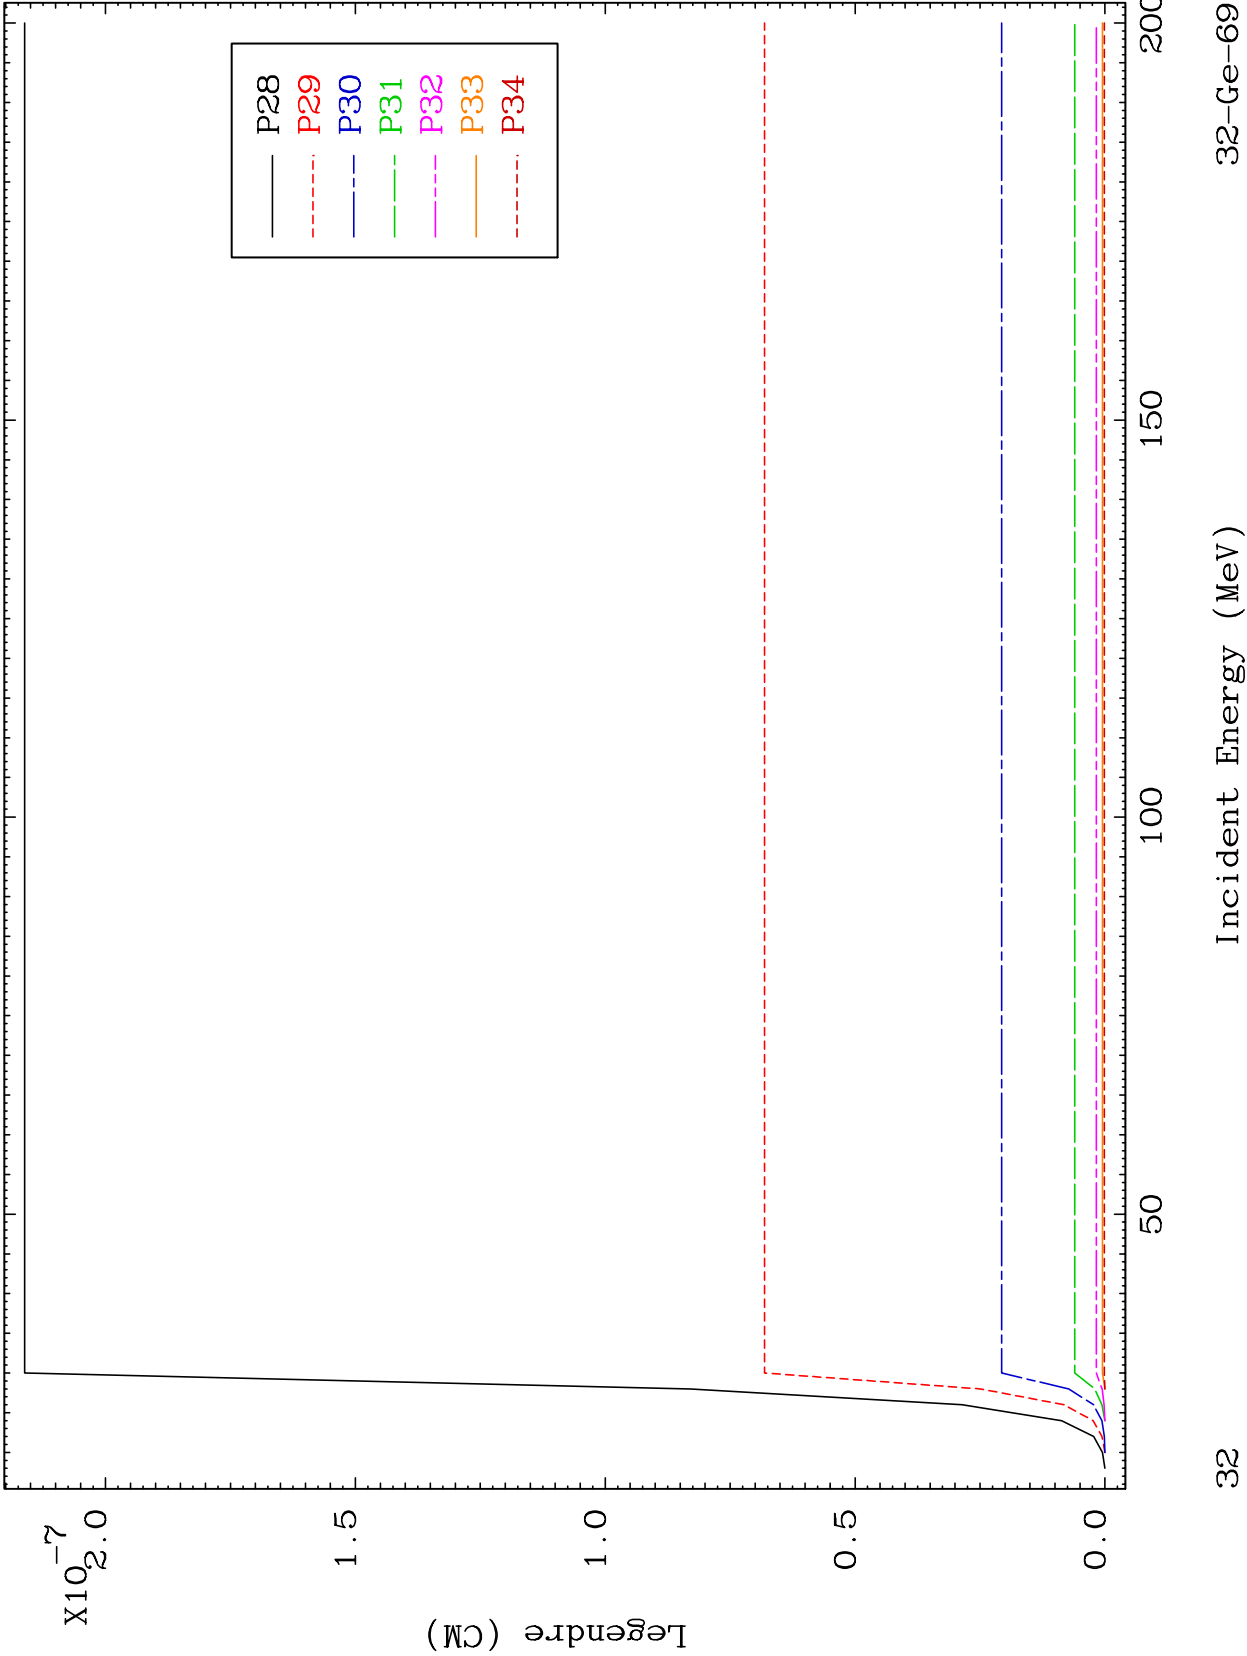 X10-7
2.0
1.5
1.0
0.5
0.0
Legendre (CM)
P28
P29
P30
P31
P32
P33
P34
50
100
150
200
Incident Energy (MeV)
32
32-Ge-69